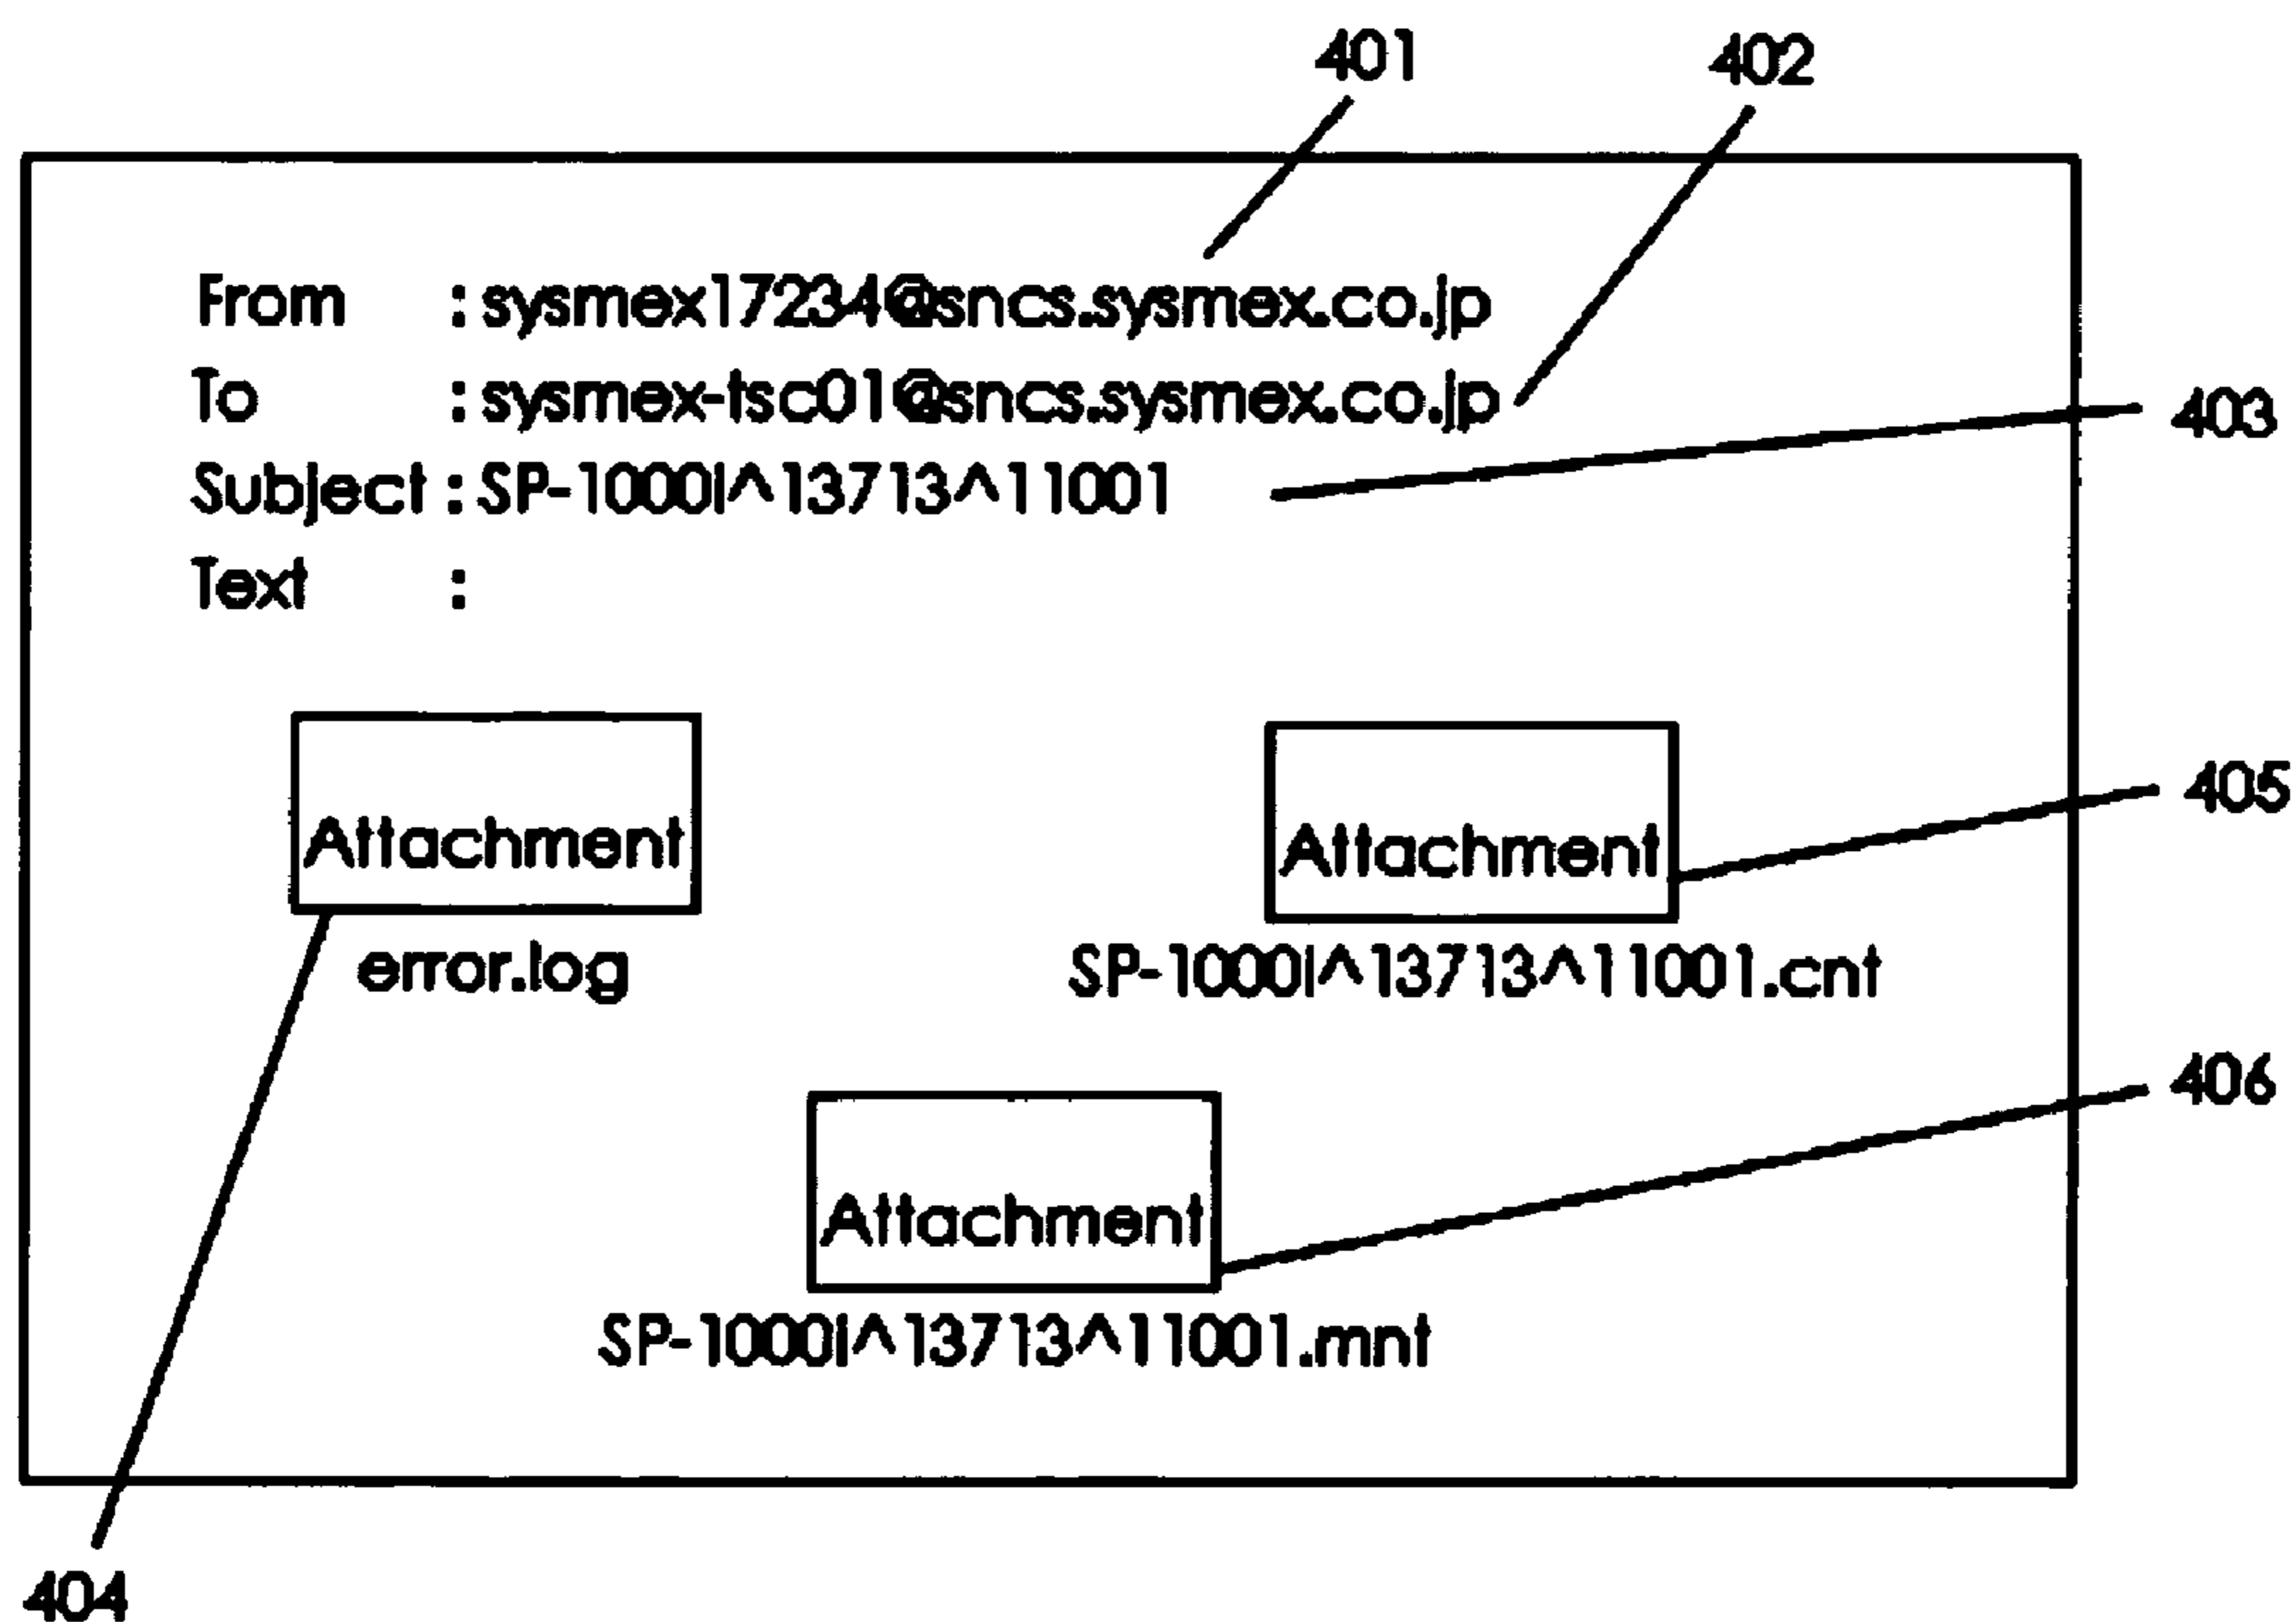 401 402
From : sysmex172346@sncs.sysmex.co.jp
To : sysmex-tsc01@sncs.sysmex.co.jp
403
Subject : SP-1000I^13713^11001
Text :
405
Attachment Attachment
error.log SP-1000I^13713^11001.cnt
406
Attachment
SP-1000I^13713^11001.mnt
404